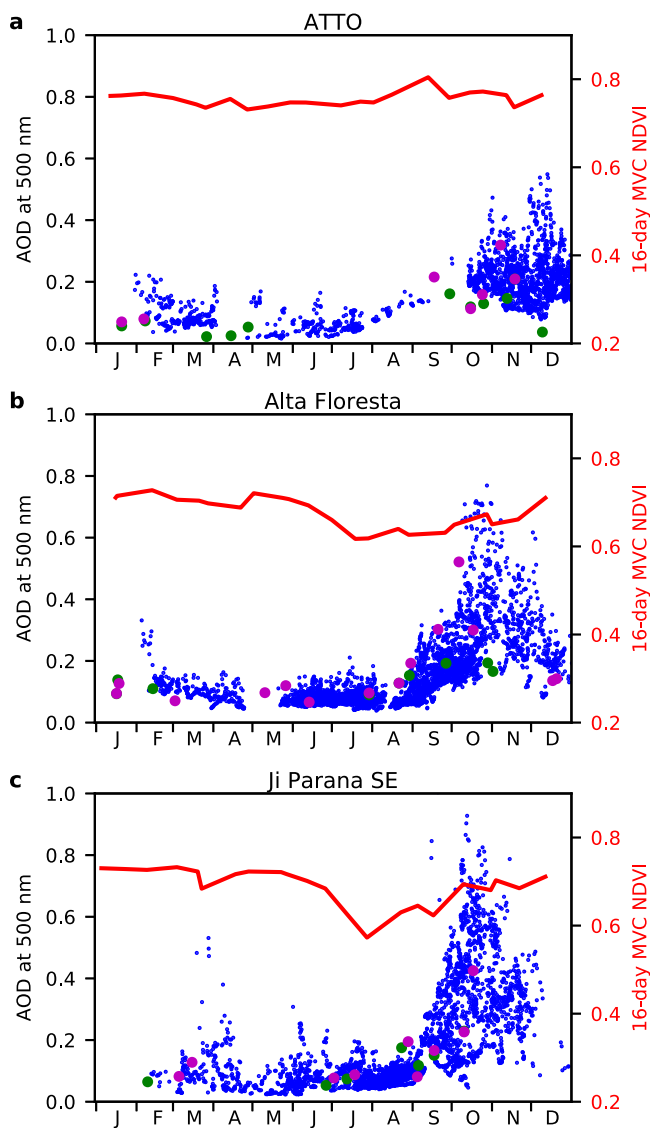 a
ATTO
1.0
0.8
0.6
0.4
0.2
0.0
AOD at 500 nm
0.8
0.6
0.4
0.2
16-day MVC NDVI
J F M A M J J A S O N D
b
Alta Floresta
1.0
0.8
0.6
0.4
0.2
0.0
AOD at 500 nm
0.8
0.6
0.4
0.2
16-day MVC NDVI
J F M A M J J A S O N D
c
Ji Parana SE
1.0
0.8
0.6
0.4
0.2
0.0
AOD at 500 nm
0.8
0.6
0.4
0.2
16-day MVC NDVI
J F M A M J J A S O N D